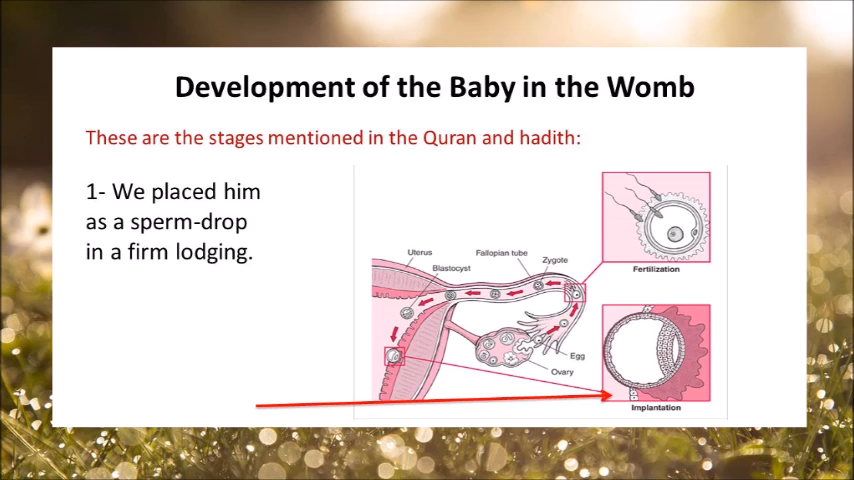 Development of the Baby in the Womb
These are the stages mentioned in the Quran and hadith:
1- We placed him
as a sperm-drop
in a firm lodging.
Uterus
Fallopian tube
Zygote
Blastocyst
Fertilization
Egg
Ovary
Implantation